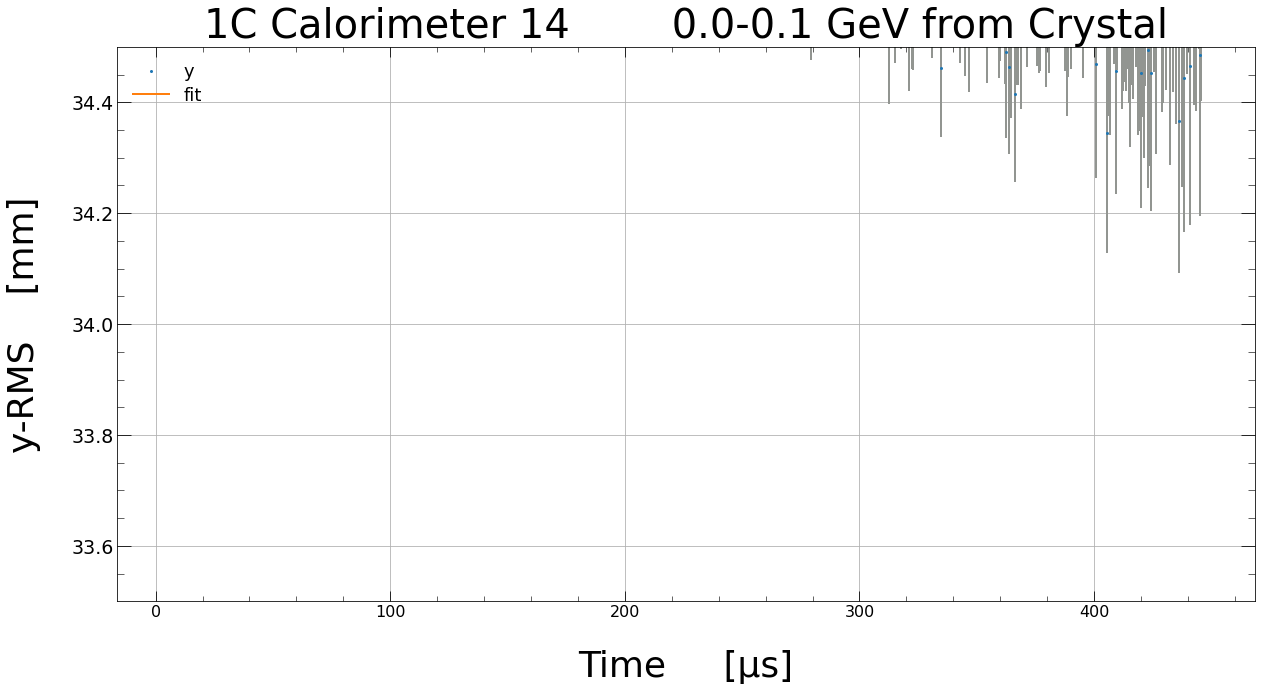 1C Calorimeter 14 0.0-0.1 GeV from Crystal
y
fit
34.4
34.2
34.0
33.8
33.6
y-RMS [mm]
0 100 200 300 400
Time [μs]